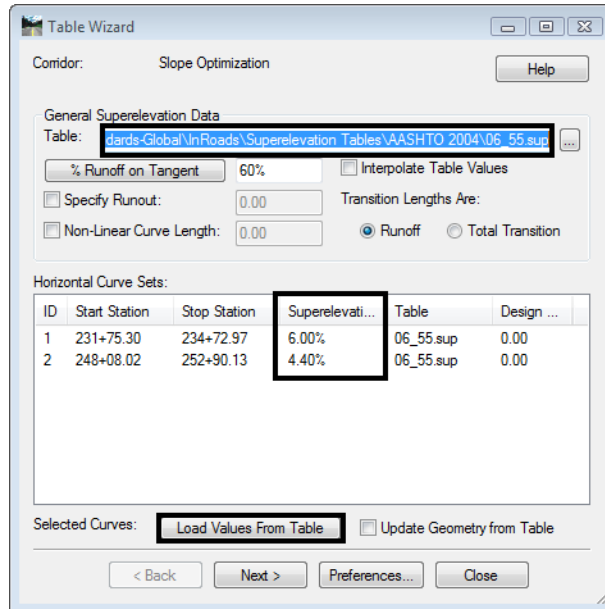 Table Wizard
Corridor: Slope Optimization
Help
General Superelevation Data
Table: dards-Global\InRoads\Superelevation Tables\AASHTO 2004\06_55.sup ...
% Runoff on Tangent 60% Interpolate Table Values
Specify Runout: 0.00 Transition Lengths Are:
Non-Linear Curve Length: 0.00 Runoff Total Transition
Horizontal Curve Sets:
ID Start Station Stop Station Superelevati... Table Design ...
1 231+75.30 234+72.97 6.00% 06_55.sup 0.00
2 248+08.02 252+90.13 4.40% 06_55.sup 0.00
Selected Curves: Load Values From Table Update Geometry from Table
< Back Next > Preferences... Close